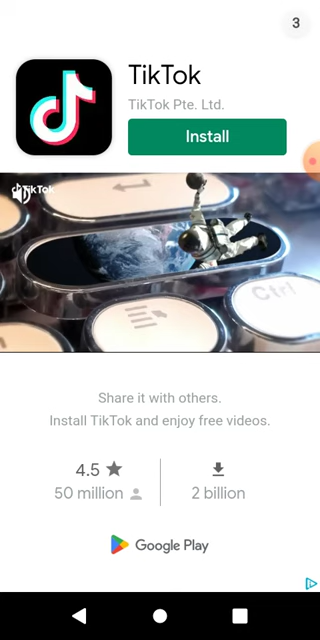 3
TikTok
TikTok Pte. Ltd.
Install
TikTok
Ctrl
Share it with others.
Install TikTok and enjoy free videos.
4.5
50 million
2 billion
Google Play